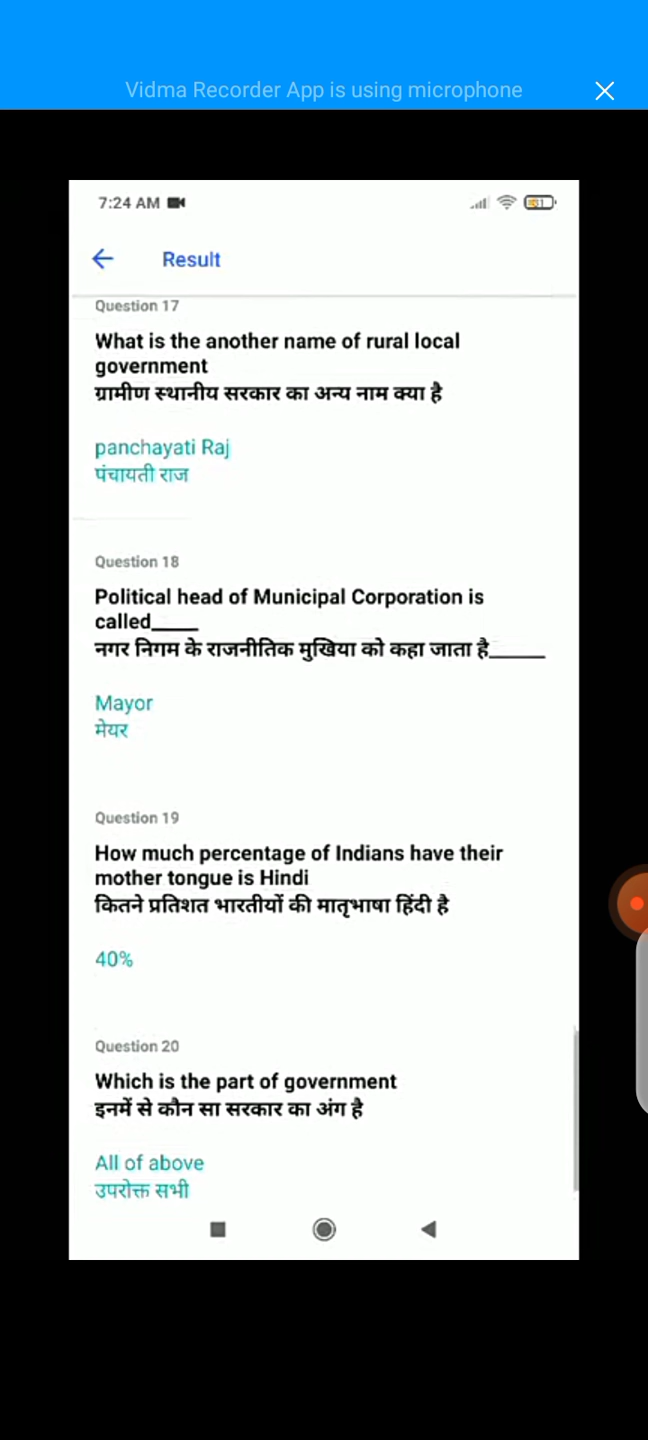 Vidma Recorder App is using microphone
7:24 AM
Result
Question 17
What is the another name of rural local
government
ग्रामीण स्थानीय सरकार का अन्य नाम क्या है
panchayati Raj
पंचायती राज
Question 18
Political head of Municipal Corporation is
called____
नगर निगम के राजनीतिक मुखिया को कहा जाता है_____
Mayor
मेयर
Question 19
How much percentage of Indians have their
mother tongue is Hindi
कितने प्रतिशत भारतीयों की मातृभाषा हिंदी है
40%
Question 20
Which is the part of government
इनमें से कौन सा सरकार का अंग है
All of above
उपरोक्त सभी